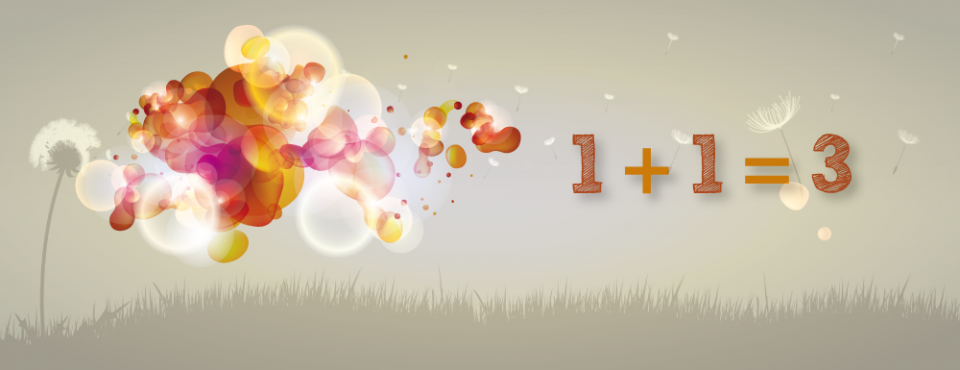 1 + 1 = 3